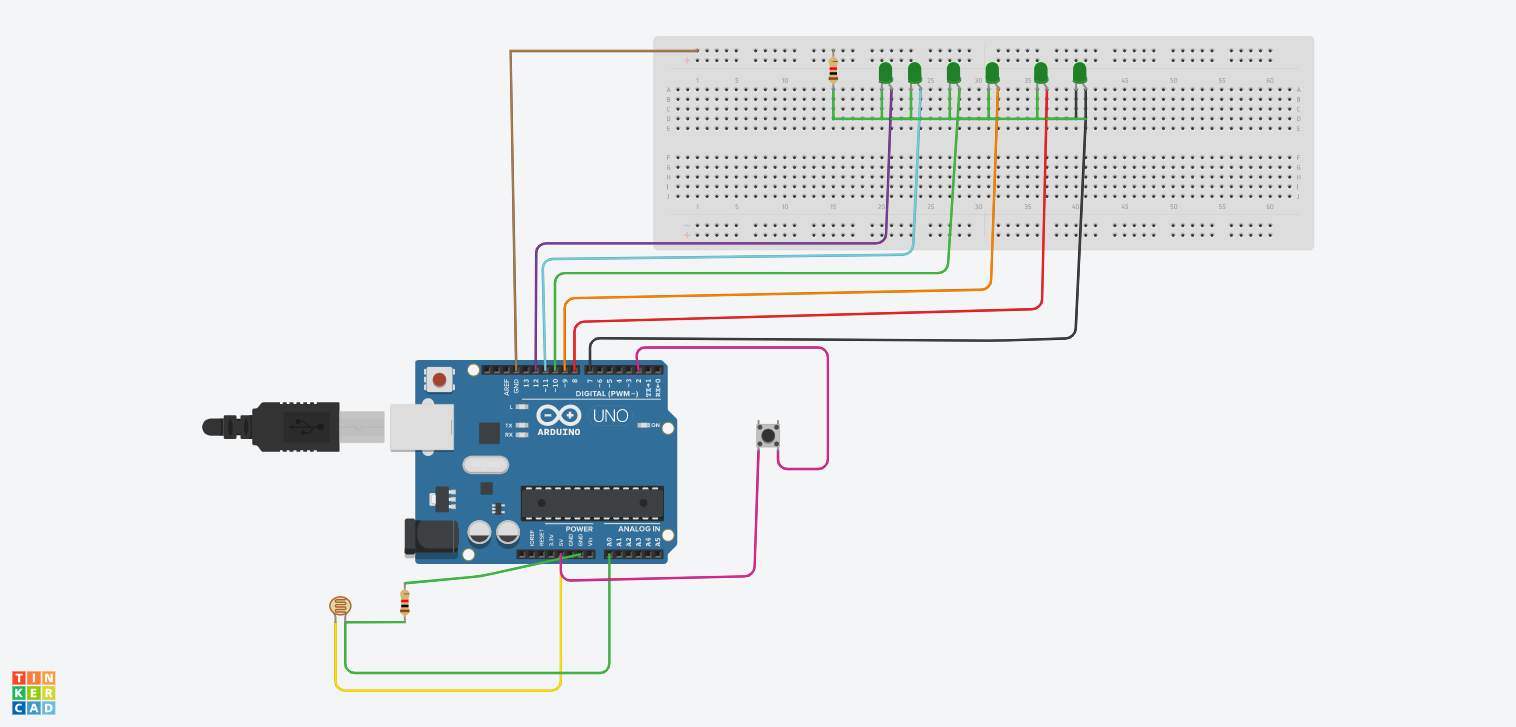 +
1 5 10 25 30 35 40 45 50 55 60
A A
B B
C C
D D
E E
F F
G G
H H
I I
J J
1 5 10 15 20 25 30 35 40 45 50 55 60
+
AREF GND 13 12 ~11 ~10 ~9 8 7 ~6 ~5 4 ~3 2 TX→1 RX←0
DIGITAL (PWM~)
L
UNO
TX
RX
ON
ARDUINO
POWER ANALOG IN
IOREF RESET 3.3V 5V GND GND Vin A0 A1 A2 A3 A4 A5
TIN
KER
CAD